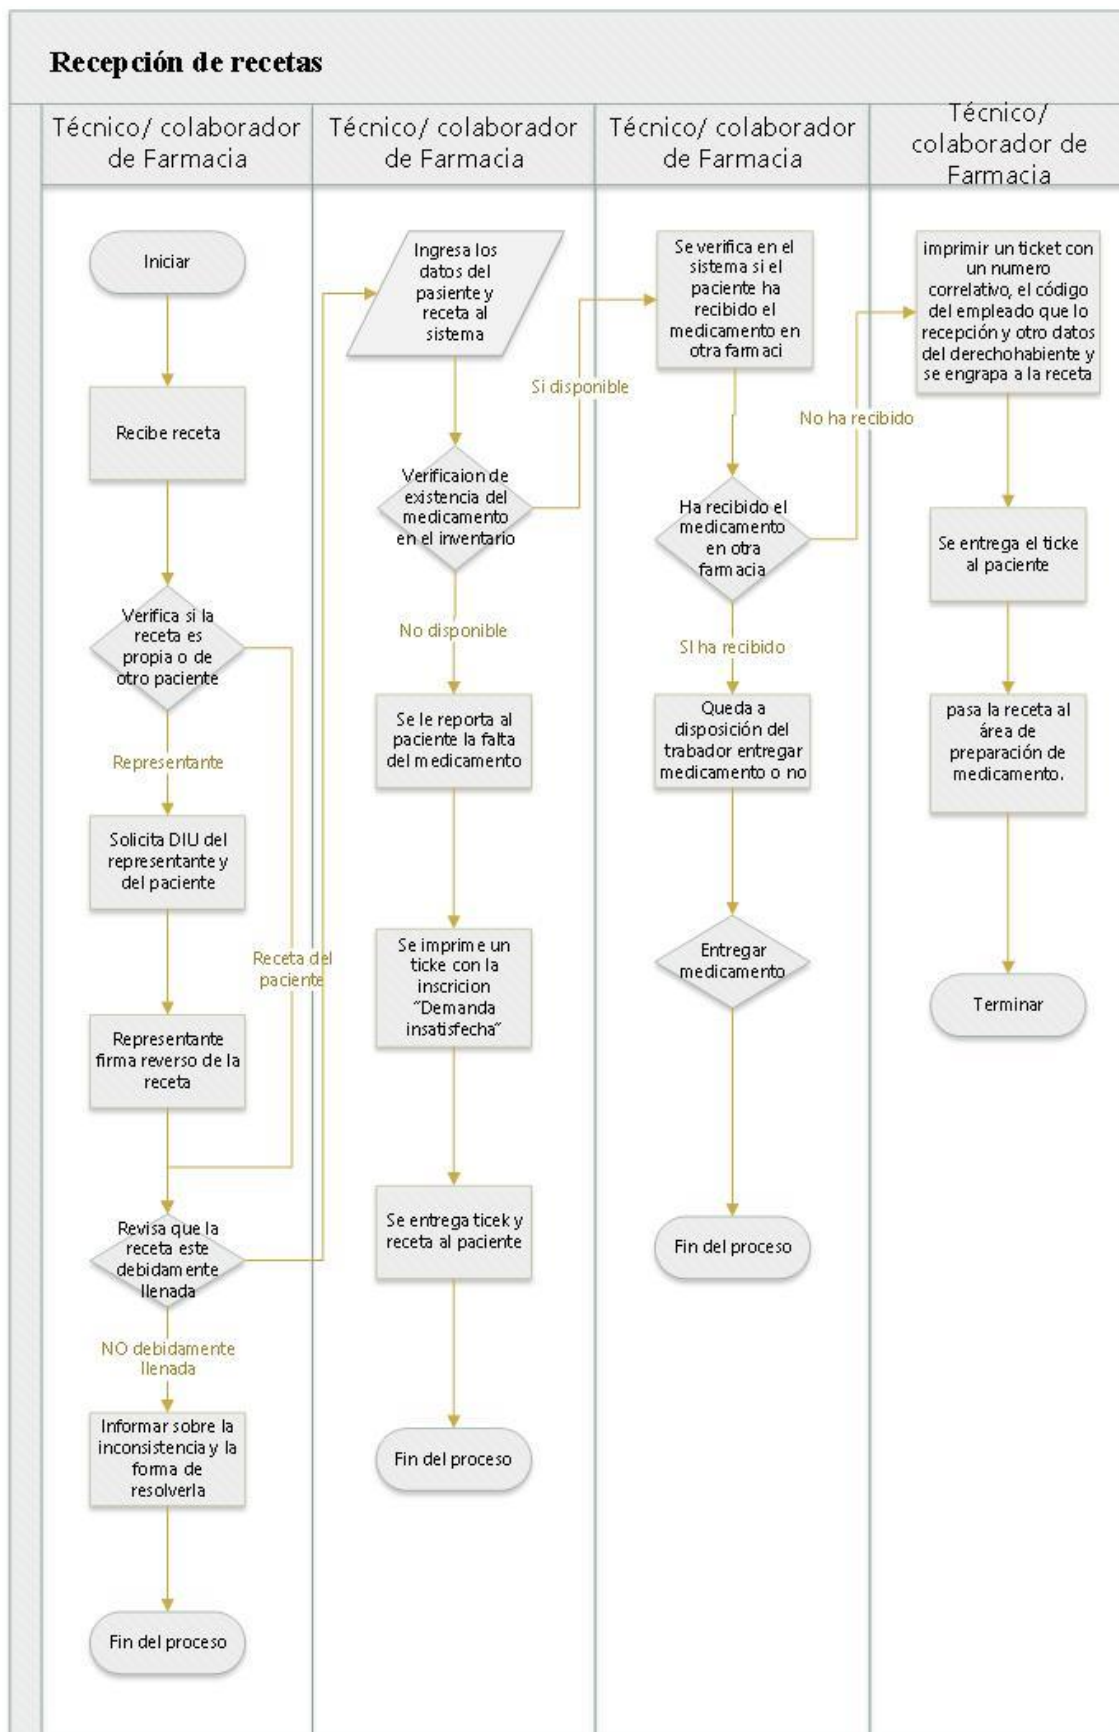 Recepción de recetas
Técnico/ colaborador
de Farmacia
Técnico/ colaborador
de Farmacia
Técnico/ colaborador
de Farmacia
Técnico/
colaborador de
Farmacia
Iniciar
Recibe receta
Verifica si la
receta es
propia o de
otro paciente
Representante
Solicita DIU del
representante y
del paciente
Receta del
paciente
Representante
firma reverso de la
receta
Revisa que la
receta este
debidamente
llenada
NO debidamente
llenada
Informar sobre la
inconsistencia y la
forma de
resolverla
Fin del proceso
Ingresa los
datos del
pasiente y
receta al
sistema
Verificaion de
existencia del
medicamento
en el inventario
Si disponible
No disponible
Se le reporta al
paciente la falta
del medicamento
Se imprime un
ticke con la
inscricion
“Demanda
insatisfecha”
Se entrega ticek y
receta al paciente
Fin del proceso
Se verifica en el
sistema si el
paciente ha
recibido el
medicamento en
otra farmaci
Ha recibido el
medicamento
en otra
farmacia
No ha recibido
SI ha recibido
Queda a
disposición del
trabador entregar
medicamento o no
Entregar
medicamento
Fin del proceso
imprimir un ticket con
un numero
correlativo, el código
del empleado que lo
recepción y otro datos
del derechohabiente y
se engrapa a la receta
Se entrega el ticke
al paciente
pasa la receta al
área de
preparación de
medicamento.
Terminar